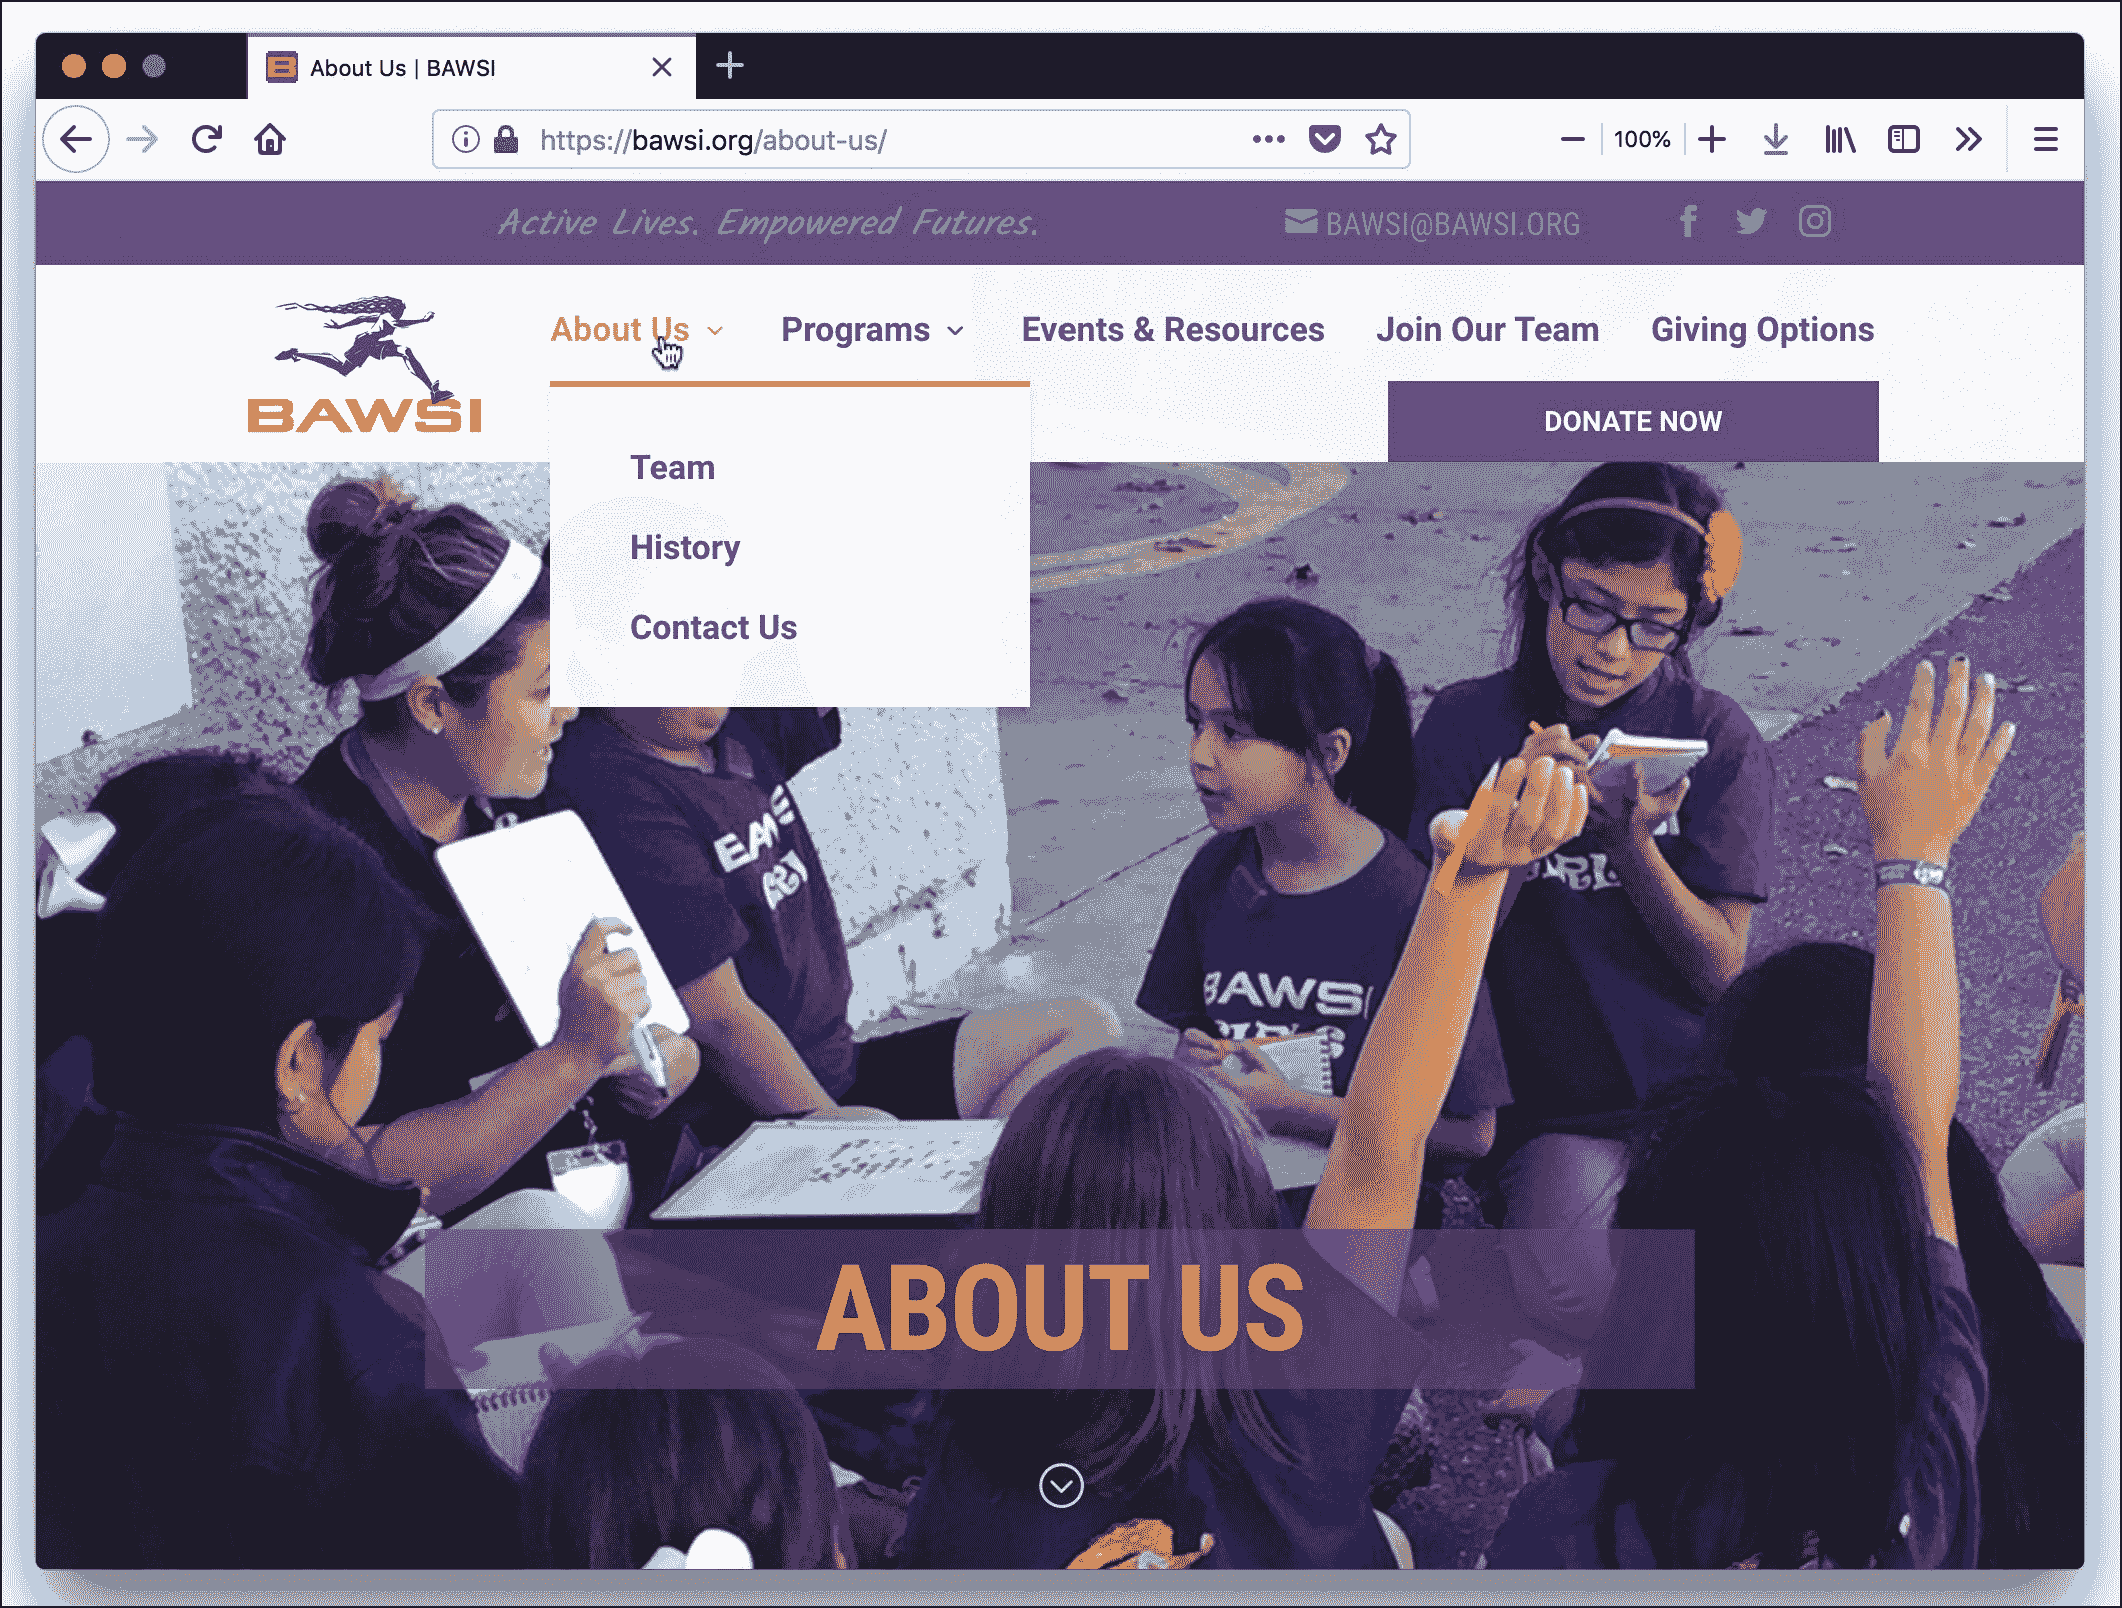 About Us | BAWSI
https://bawsi.org/about-us/
100%
Active Lives. Empowered Futures.
BAWSI@BAWSI.ORG
BAWSI
About Us
Programs
Events & Resources
Join Our Team
Giving Options
DONATE NOW
Team
History
Contact Us
BAWSI
ABOUT US